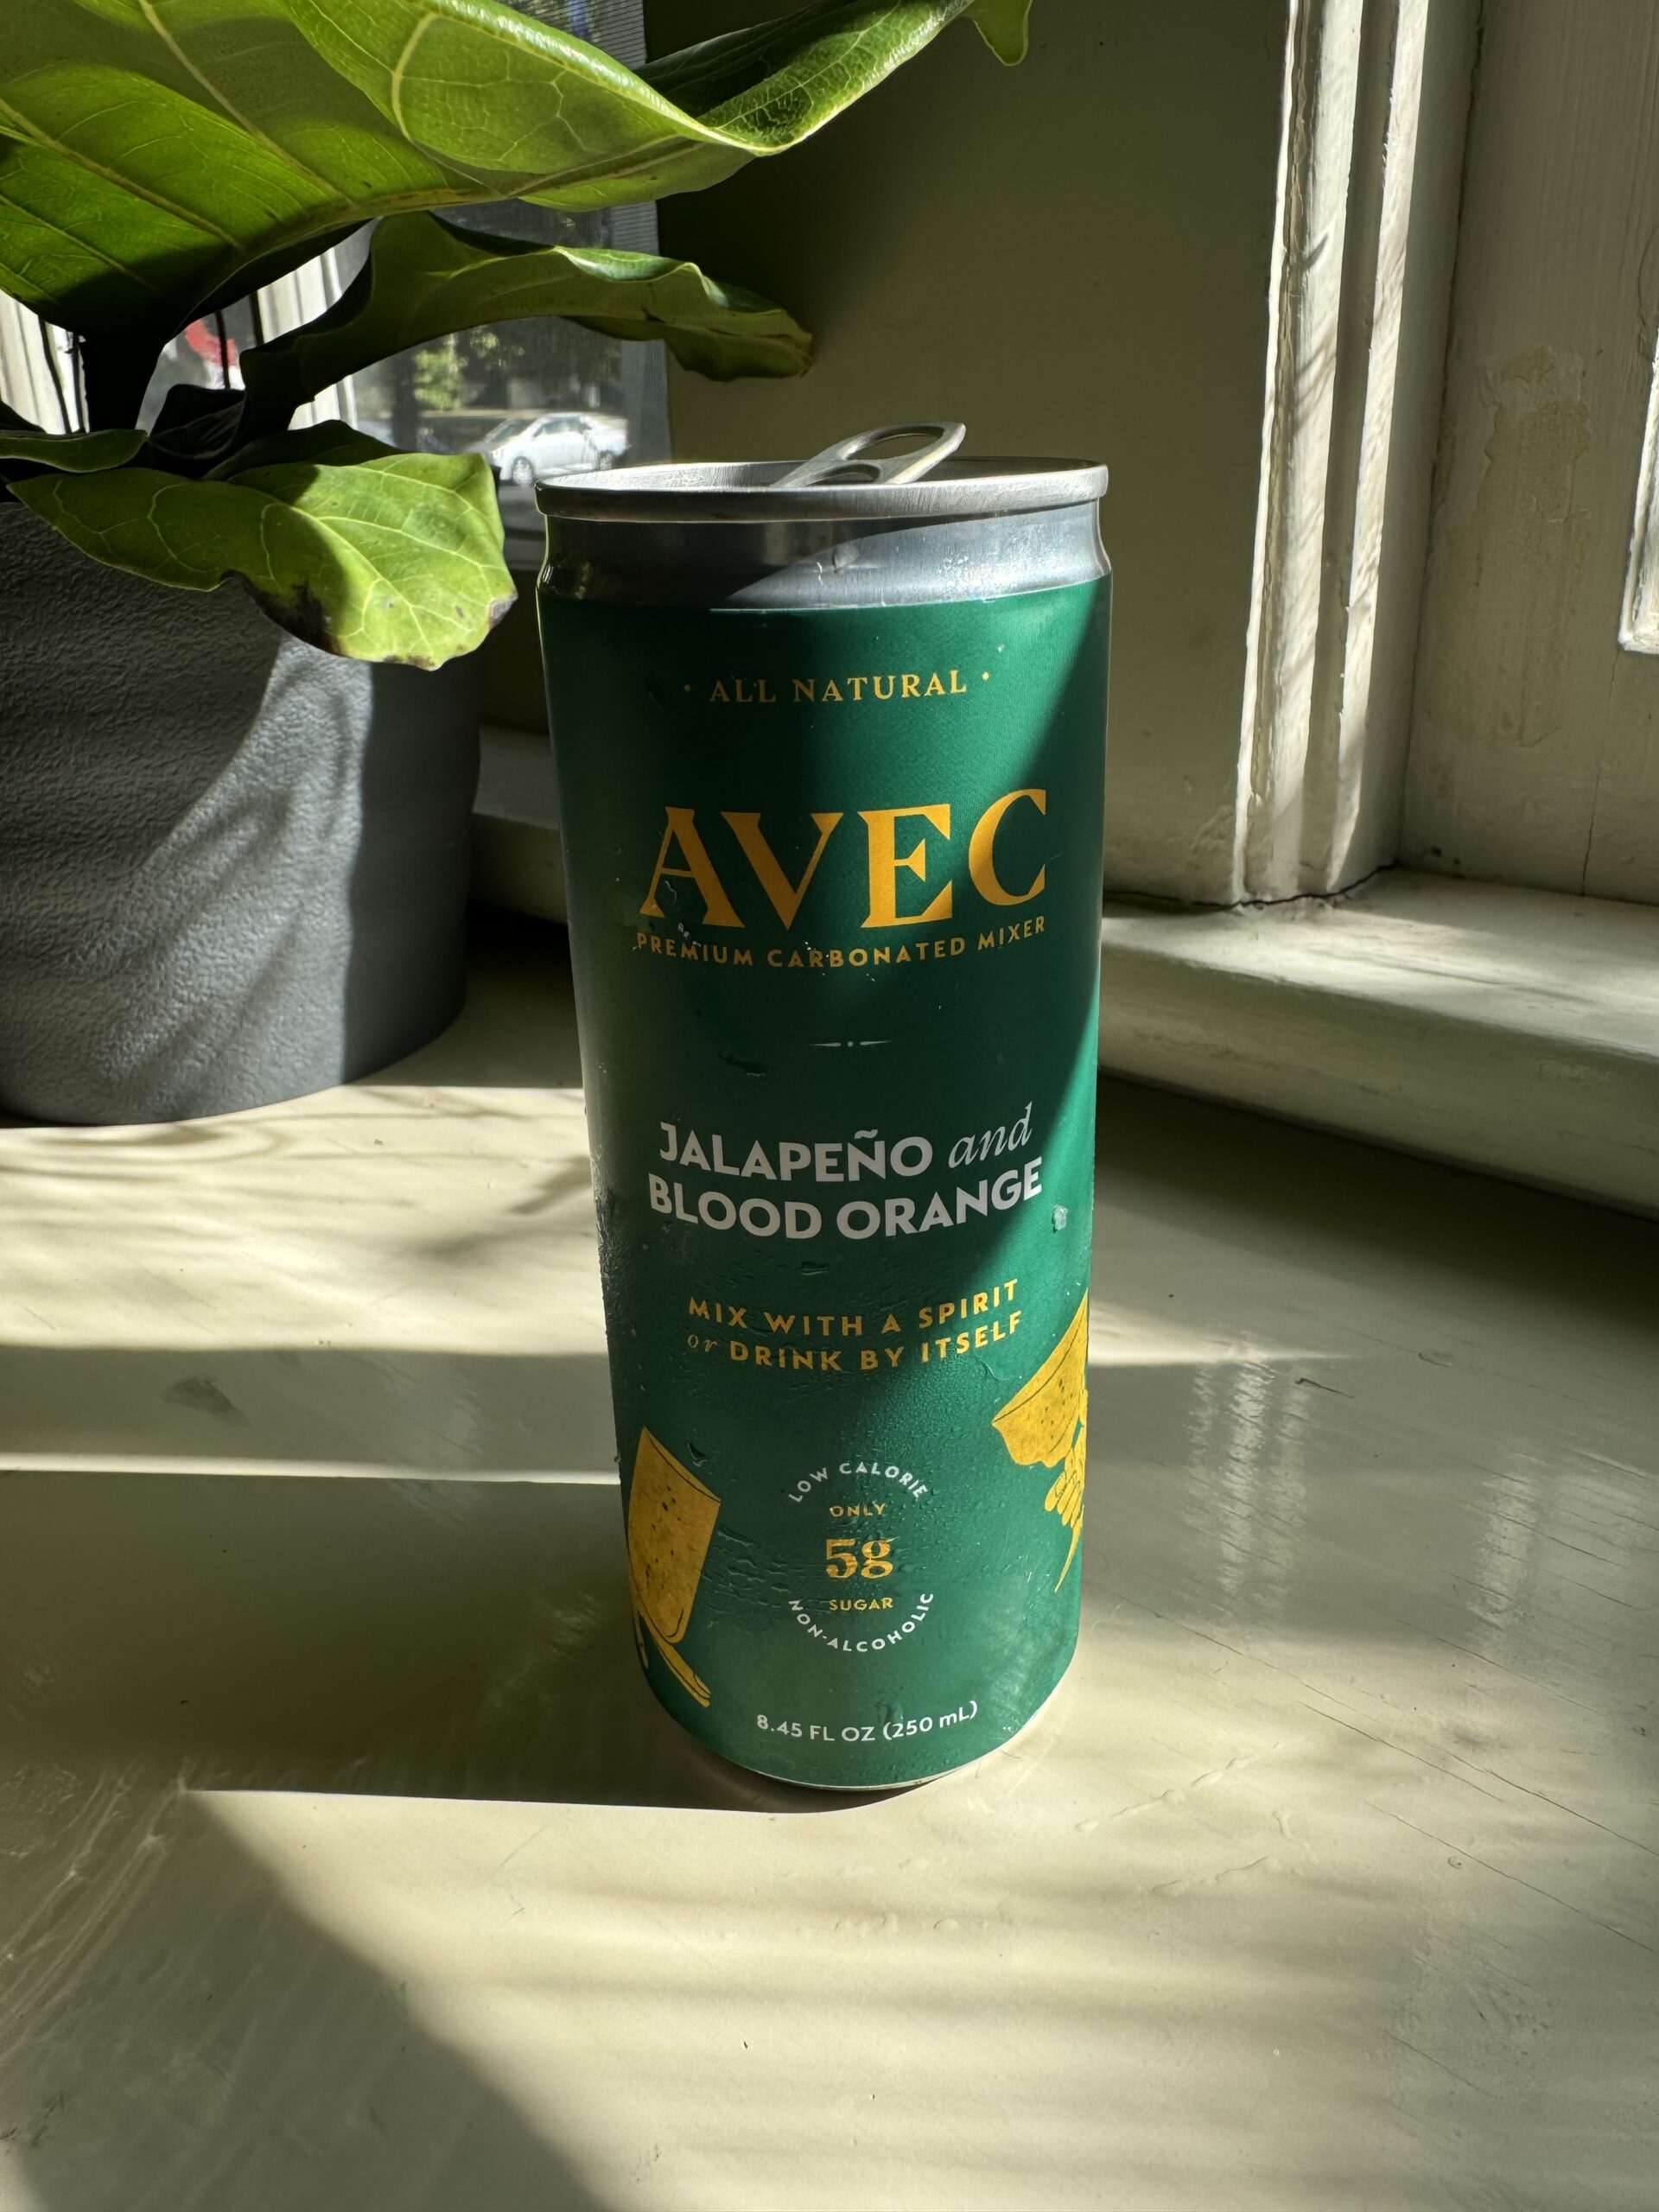 · ALL NATURAL ·
AVEC
PREMIUM CARBONATED MIXER
JALAPEÑO and
BLOOD ORANGE
MIX WITH A SPIRIT
or DRINK BY ITSELF
LOW CALORIE
ONLY
5g
SUGAR
NON-ALCOHOLIC
8.45 FL OZ (250 mL)